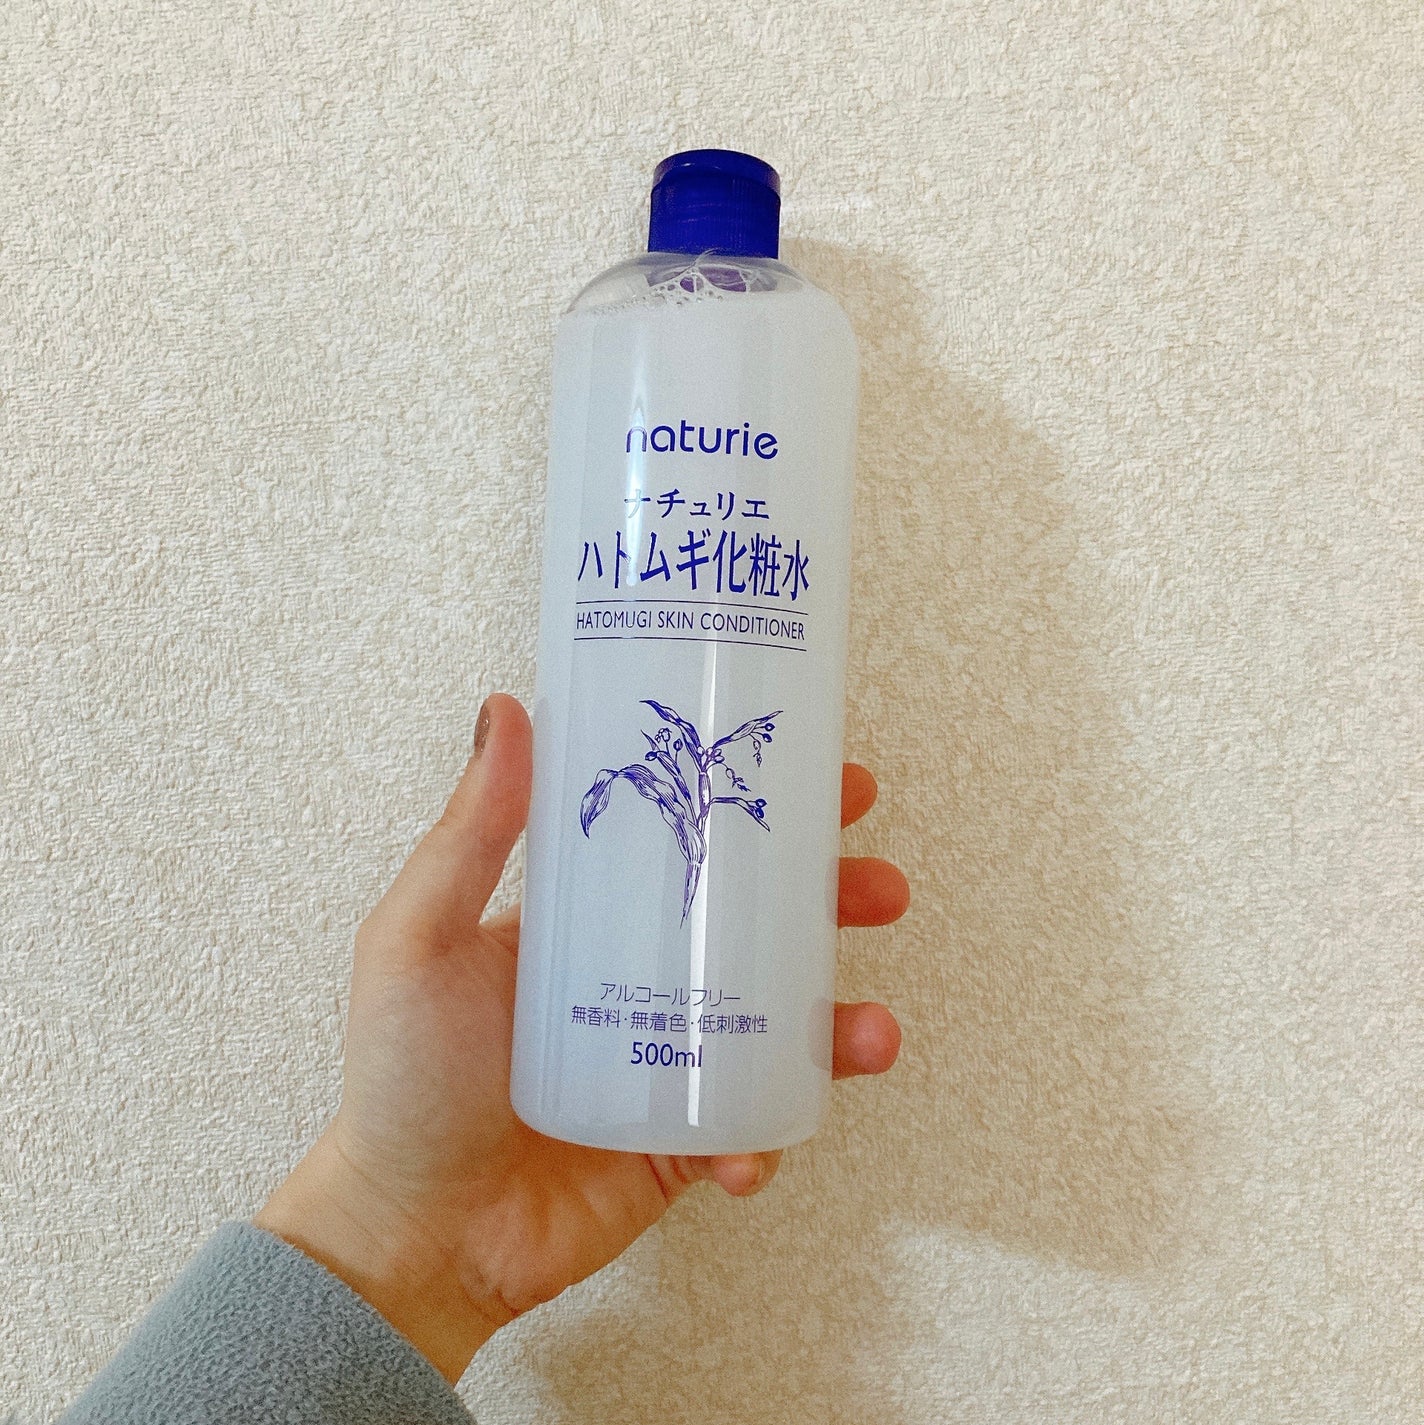 naturie
ナチュリエ
ハトムギ化粧水
HATOMUGI SKIN CONDITIONER
アルコールフリー
無香料・無着色・低刺激性
500ml